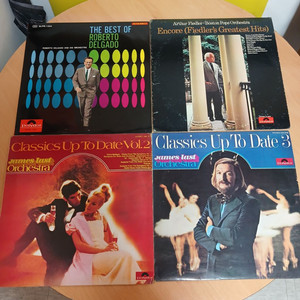 THE BEST OF
ROBERTO
DELGADO
Polydor
Arthur Fiedler · Boston Pops Orchestra
Encore (Fiedler's Greatest Hits)
Classics Up To Date Vol.2
james last
Orchestra
Classics Up To Date 3
james last
Orchestra